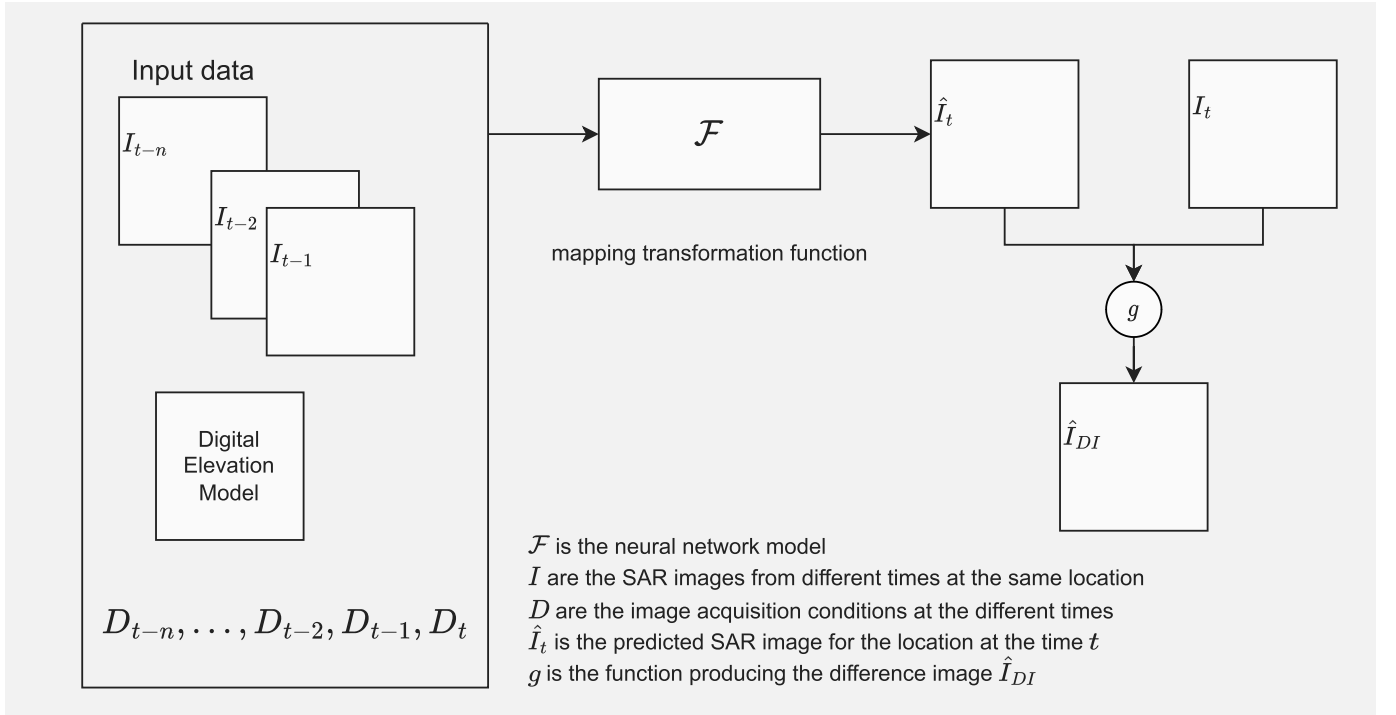 Input data
I_{t-n}
I_{t-2}
I_{t-1}
Digital
Elevation
Model
D_{t-n}, ..., D_{t-2}, D_{t-1}, D_t
ℱ
mapping transformation function
Î_t
I_t
g
Î_{DI}
ℱ is the neural network model
I are the SAR images from different times at the same location
D are the image acquisition conditions at the different times
Î_t is the predicted SAR image for the location at the time t
g is the function producing the difference image Î_{DI}